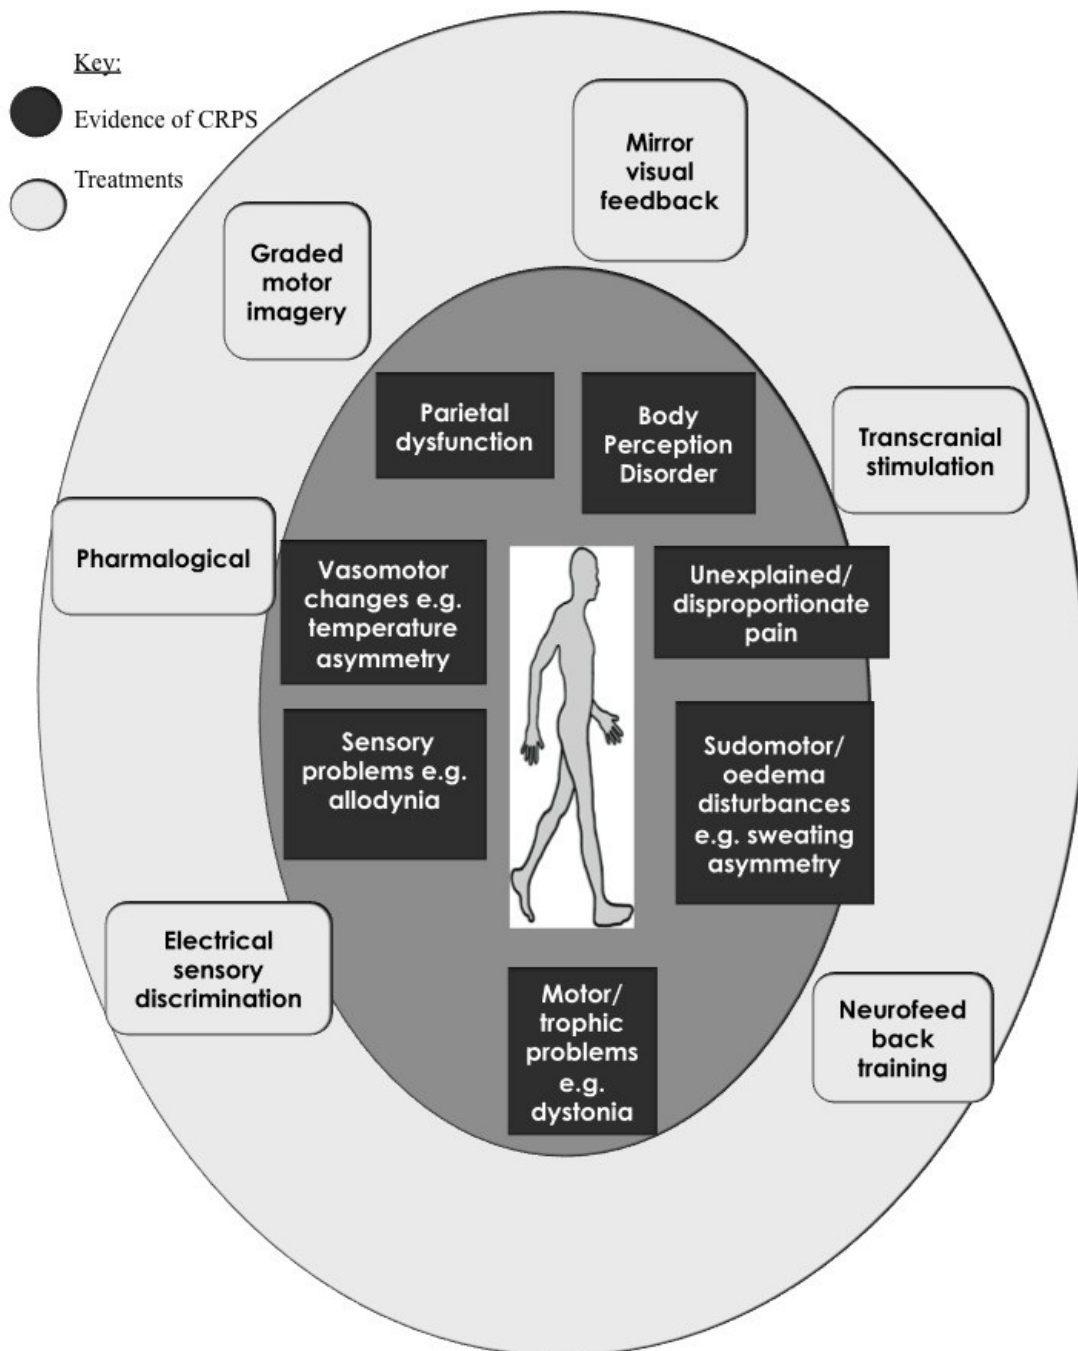 Key:
Evidence of CRPS
Treatments
Mirror
visual
feedback
Graded
motor
imagery
Parietal
dysfunction
Body
Perception
Disorder
Transcranial
stimulation
Pharmalogical
Vasomotor
changes e.g.
temperature
asymmetry
Unexplained/
disproportionate
pain
Sensory
problems e.g.
allodynia
Sudomotor/
oedema
disturbances
e.g. sweating
asymmetry
Electrical
sensory
discrimination
Motor/
trophic
problems
e.g.
dystonia
Neurofeed
back
training